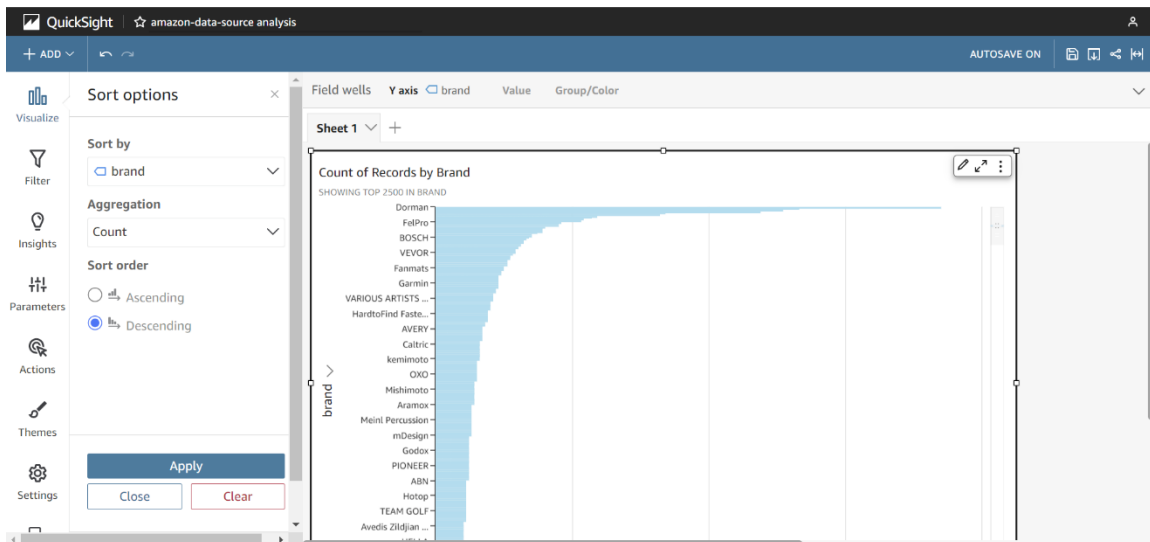 QuickSight amazon-data-source analysis
ADD
AUTOSAVE ON
Visualize
Filter
Insights
Parameters
Actions
Themes
Settings
Sort options
Sort by
brand
Aggregation
Count
Sort order
Ascending
Descending
Apply
Close
Clear
Field wells Y axis brand Value Group/Color
Sheet 1
Count of Records by Brand
SHOWING TOP 2500 IN BRAND
brand
Dorman
FelPro
BOSCH
VEVOR
Fanmats
Garmin
VARIOUS ARTISTS ...
HardtoFind Faste...
AVERY
Caltric
kemimoto
OXO
Mishimoto
Aramox
Meinl Percussion
mDesign
Godox
PIONEER
ABN
Hotop
TEAM GOLF
Avedis Zildjian ...